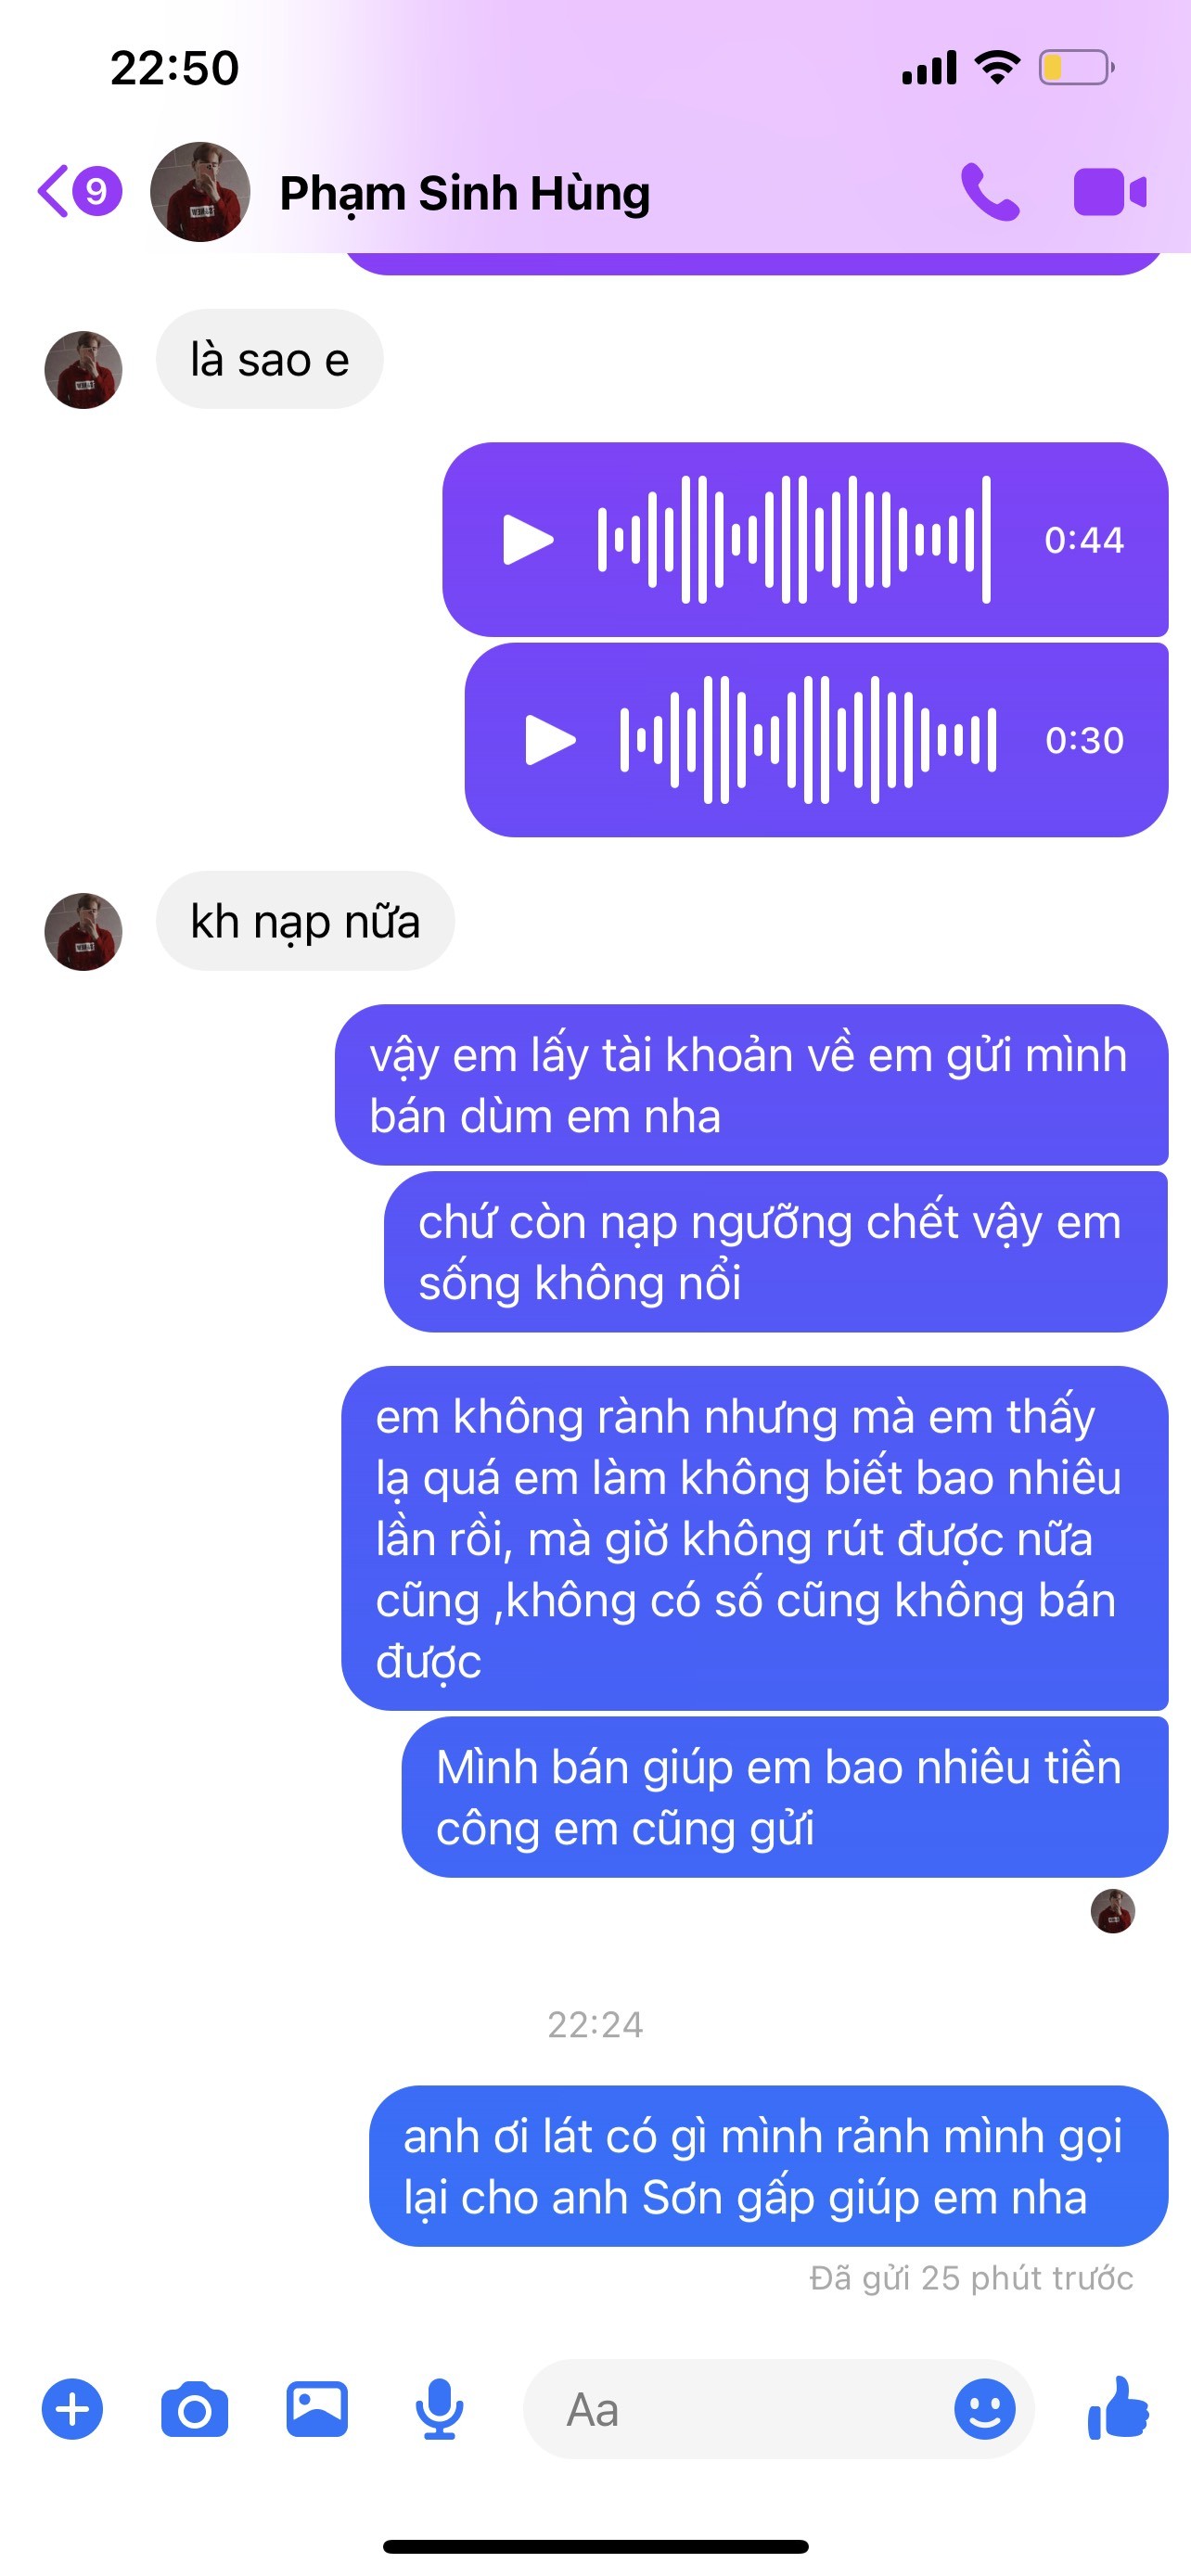 22:50
9
Phạm Sinh Hùng
là sao e
0:44
0:30
kh nạp nữa
vậy em lấy tài khoản về em gửi mình
bán dùm em nha
chứ còn nạp ngưỡng chết vậy em
sống không nổi
em không rành nhưng mà em thấy
lạ quá em làm không biết bao nhiêu
lần rồi, mà giờ không rút được nữa
cũng ,không có số cũng không bán
được
Mình bán giúp em bao nhiêu tiền
công em cũng gửi
22:24
anh ơi lát có gì mình rảnh mình gọi
lại cho anh Sơn gấp giúp em nha
Đã gửi 25 phút trước
Aa